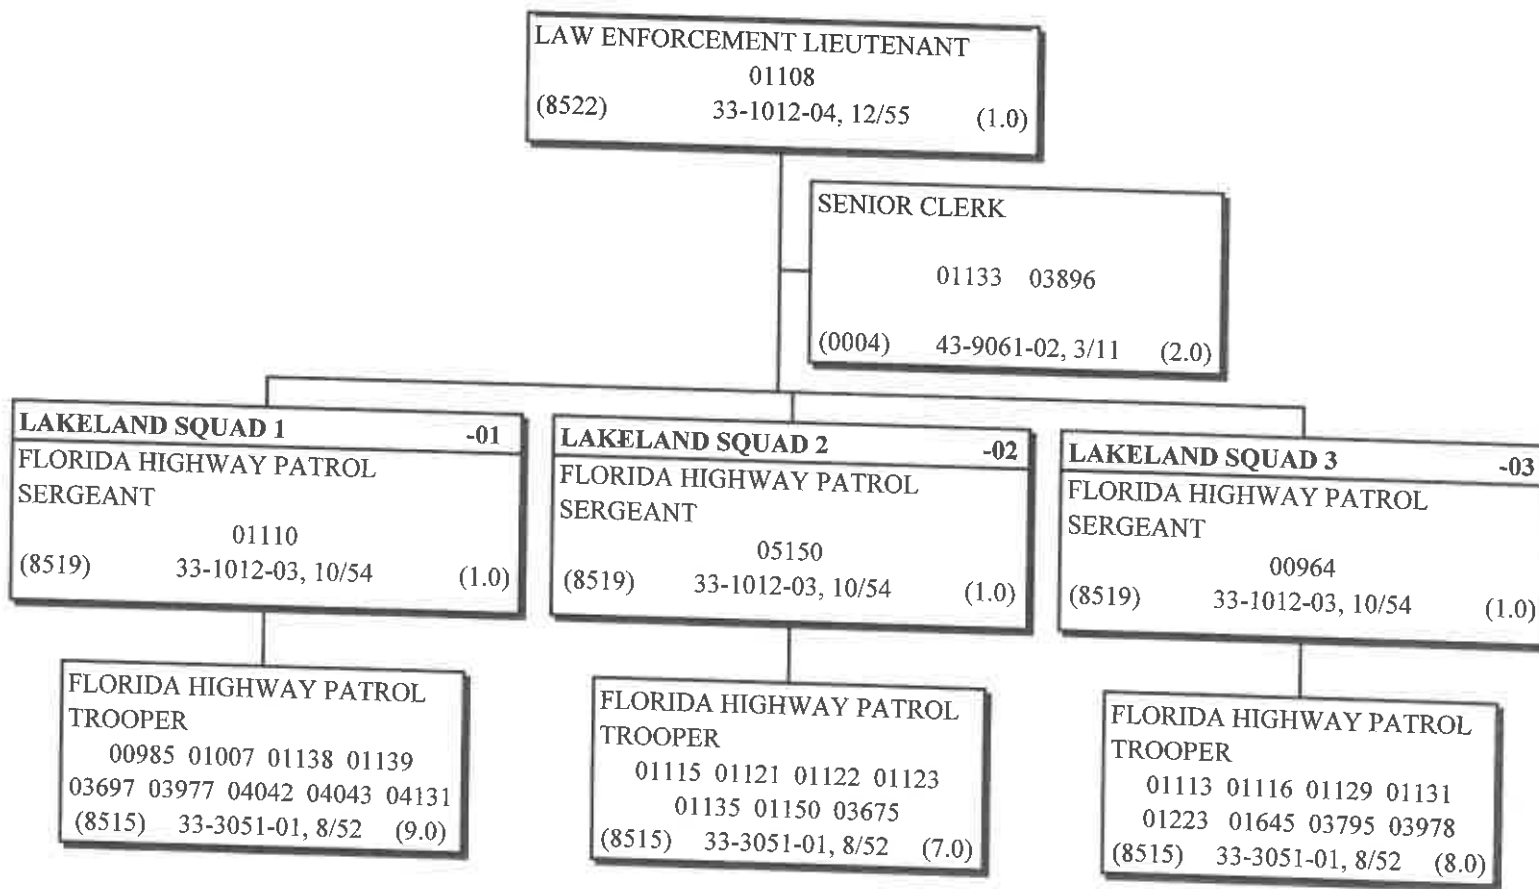 LAW ENFORCEMENT LIEUTENANT
01108
(8522) 33-1012-04, 12/55 (1.0)
SENIOR CLERK
01133 03896
(0004) 43-9061-02, 3/11 (2.0)
LAKELAND SQUAD 1 -01
FLORIDA HIGHWAY PATROL
SERGEANT
01110
(8519) 33-1012-03, 10/54 (1.0)
FLORIDA HIGHWAY PATROL
TROOPER
00985 01007 01138 01139
03697 03977 04042 04043 04131
(8515) 33-3051-01, 8/52 (9.0)
LAKELAND SQUAD 2 -02
FLORIDA HIGHWAY PATROL
SERGEANT
05150
(8519) 33-1012-03, 10/54 (1.0)
FLORIDA HIGHWAY PATROL
TROOPER
01115 01121 01122 01123
01135 01150 03675
(8515) 33-3051-01, 8/52 (7.0)
LAKELAND SQUAD 3 -03
FLORIDA HIGHWAY PATROL
SERGEANT
00964
(8519) 33-1012-03, 10/54 (1.0)
FLORIDA HIGHWAY PATROL
TROOPER
01113 01116 01129 01131
01223 01645 03795 03978
(8515) 33-3051-01, 8/52 (8.0)